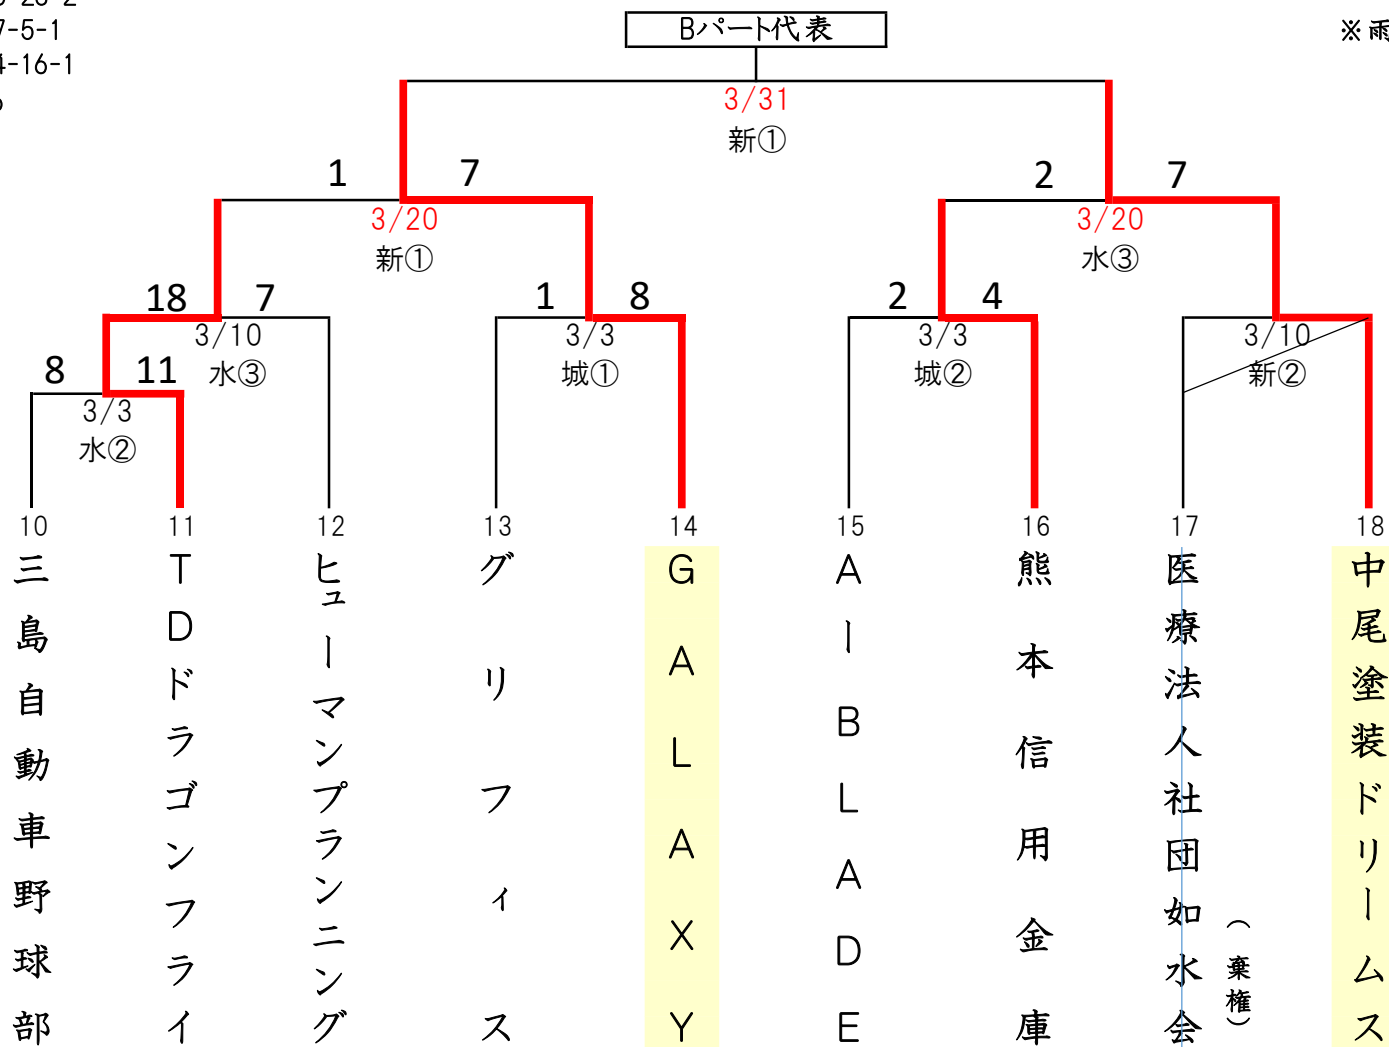 7-5-1
4-16-1
Bパート代表
※雨
3/31
新①
1 7
3/20
新①
2 7
3/20
水③
18 7
3/10
水③
1 8
3/3
城①
2 4
3/3
城②
3/10
新②
8 11
3/3
水②
10 11 12 13 14 15 16 17 18
三島自動車野球部
TDドラゴンフライ
ヒューマンプランニング
グリフィス
GALAXY
AIBLADE
熊本信用金庫
医療法人社団如水会
(棄権)
中尾塗装ドリームス